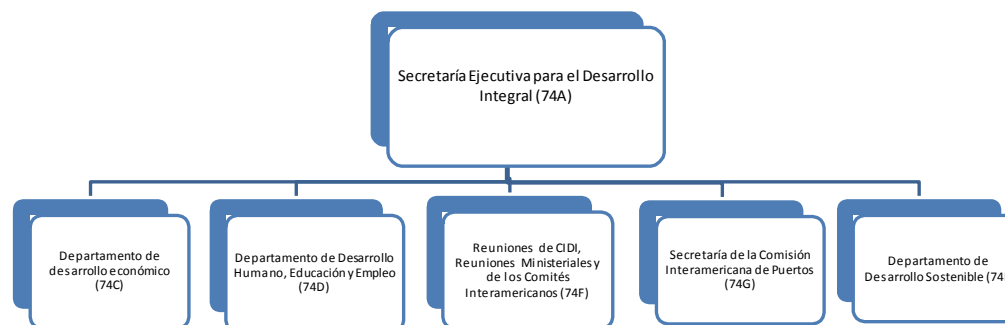 Secretaría Ejecutiva para el Desarrollo
Integral (74A)
Departamento de
desarrollo económico
(74C)
Departamento de Desarrollo
Humano, Educación y Empleo
(74D)
Reuniones de CIDI,
Reuniones Ministeriales y
de los Comités
Interamericanos (74F)
Secretaría de la Comisión
Interamericana de Puertos
(74G)
Departamento de
Desarrollo Sostenible